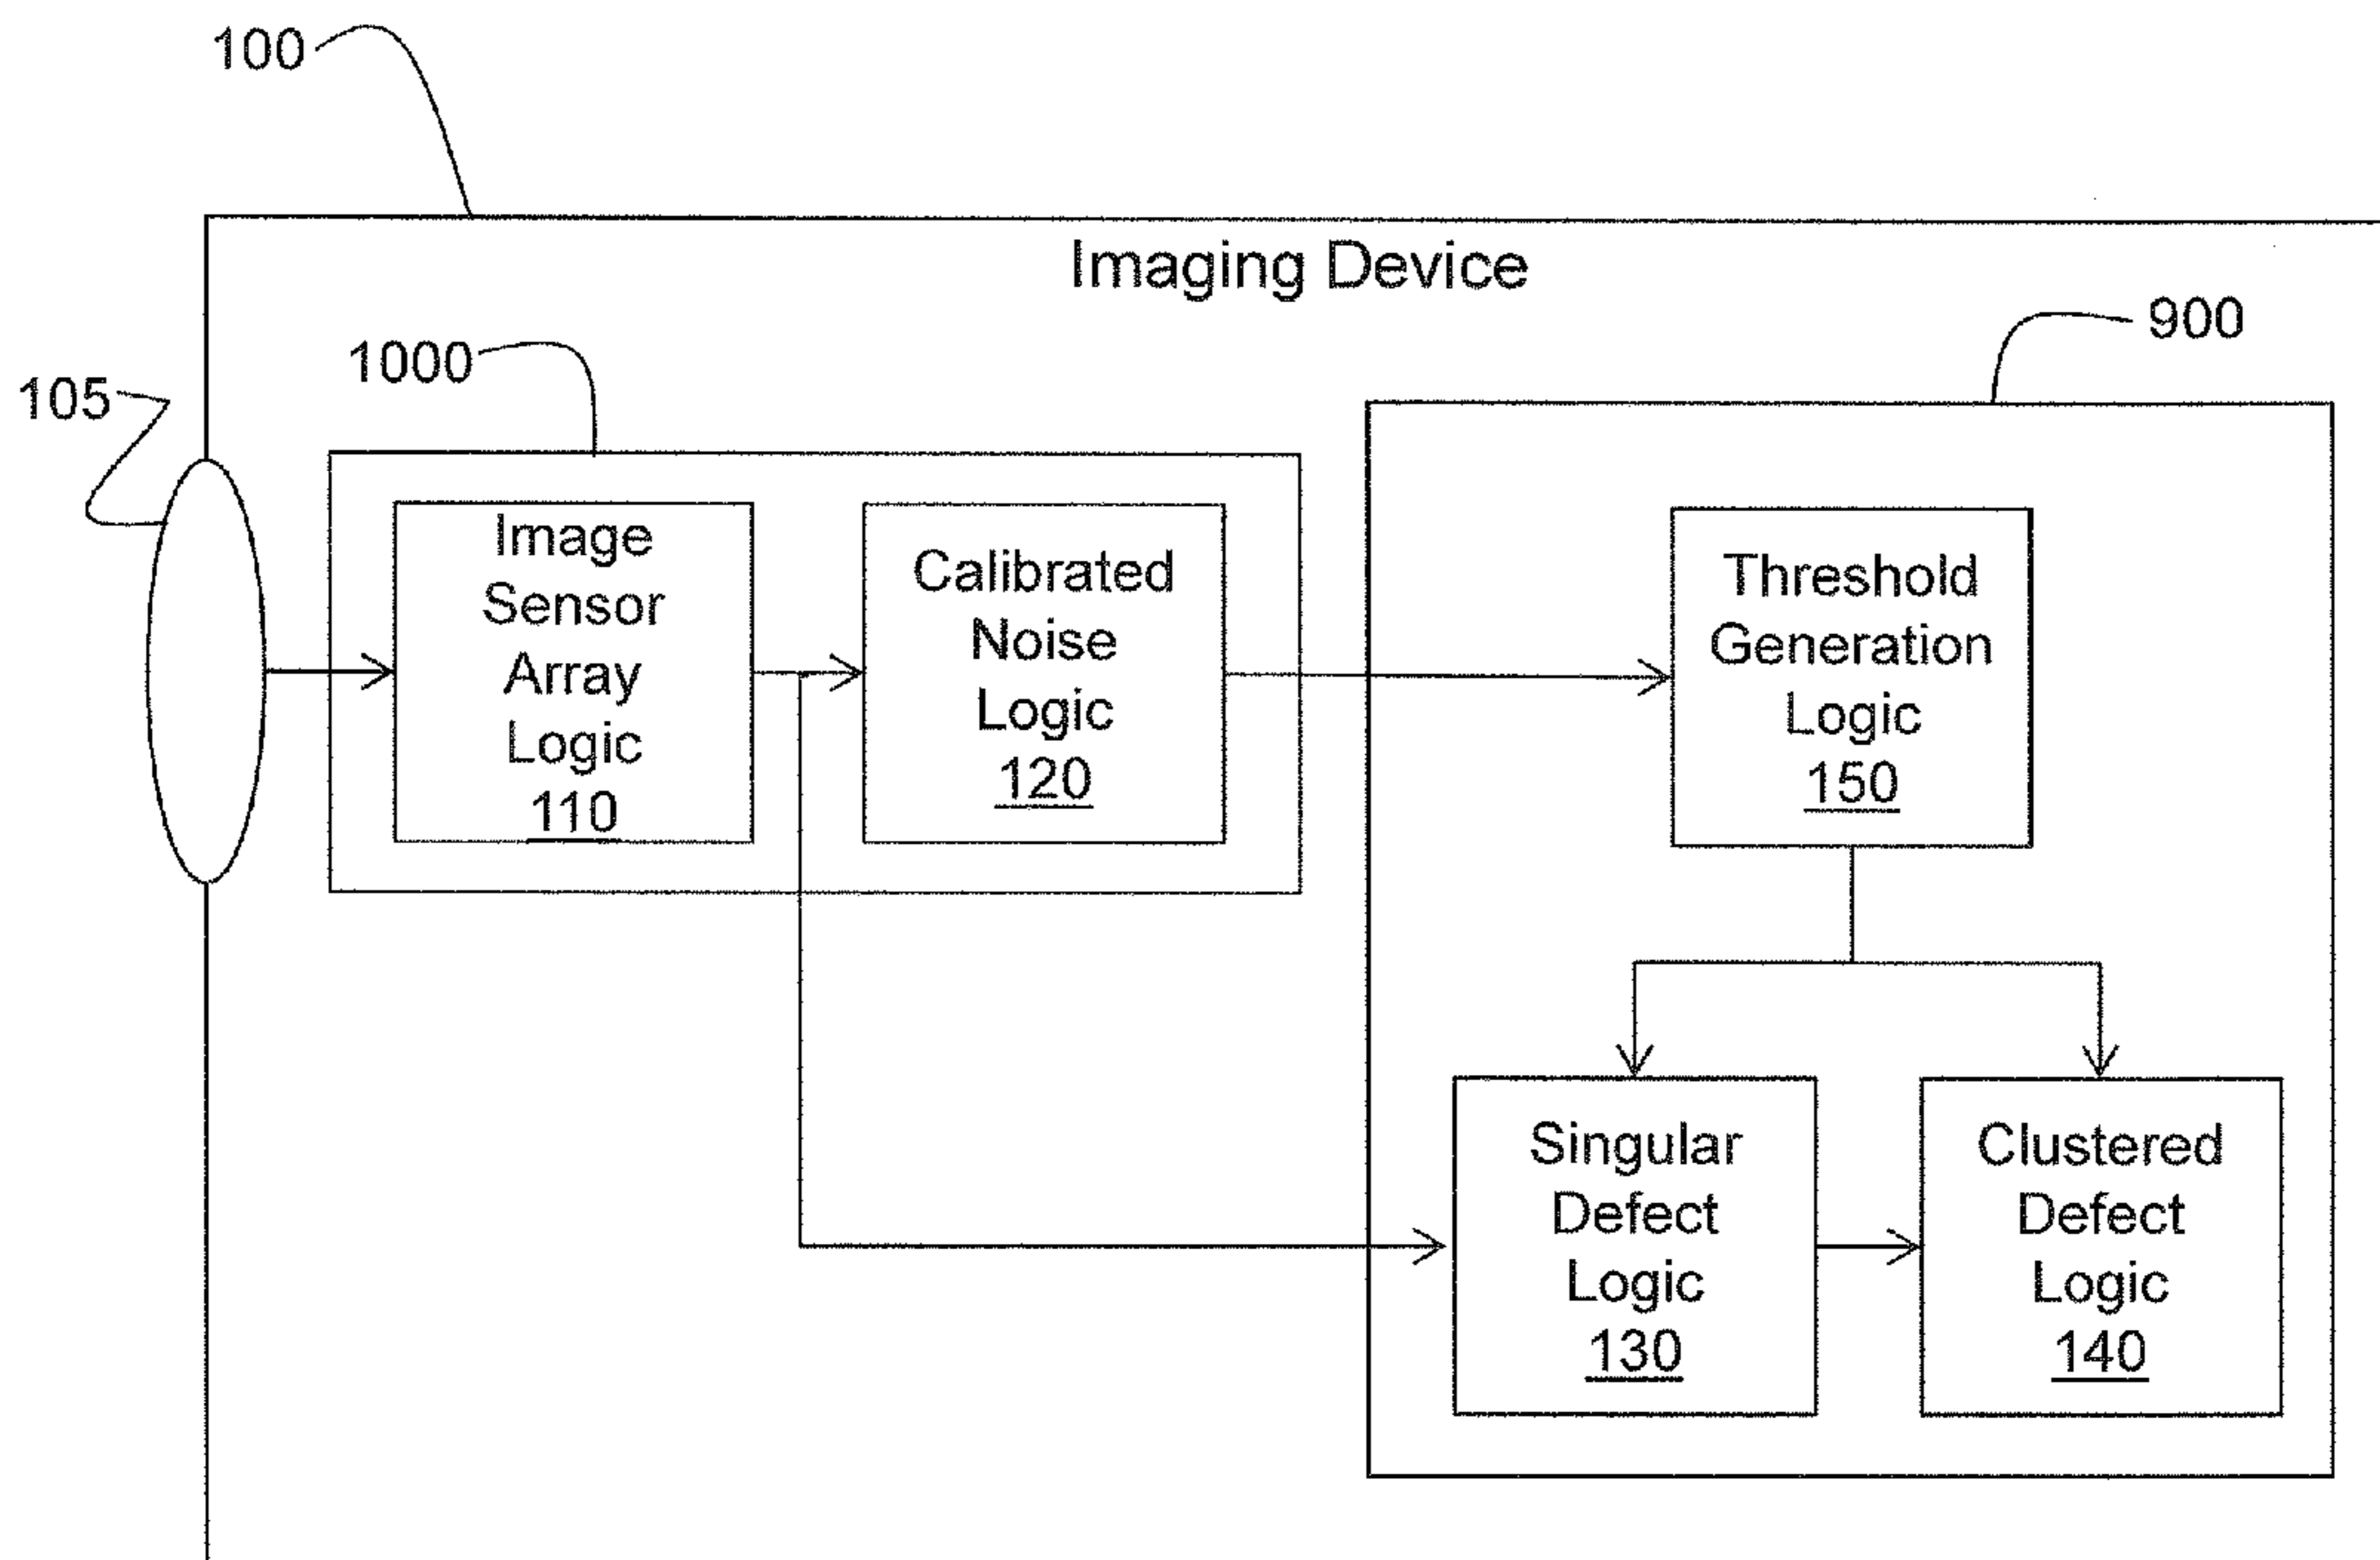 100
Imaging Device
900
1000
105
Image
Sensor
Array
Logic
110
Calibrated
Noise
Logic
120
Threshold
Generation
Logic
150
Singular
Defect
Logic
130
Clustered
Defect
Logic
140